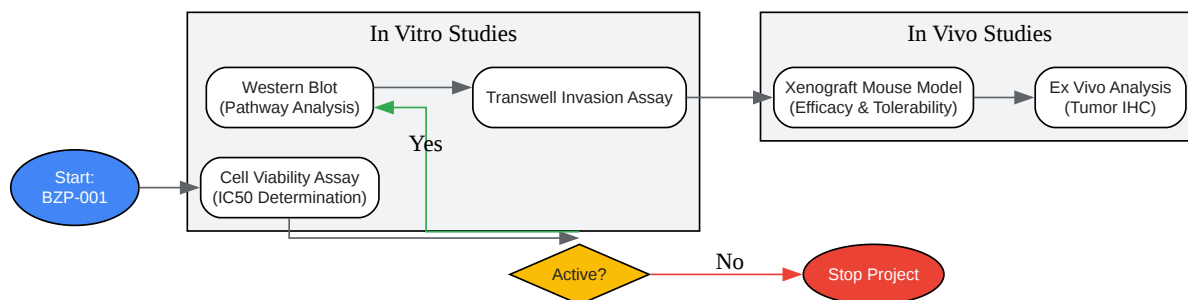 In Vitro Studies
In Vivo Studies
Western Blot
(Pathway Analysis)
Transwell Invasion Assay
Xenograft Mouse Model
(Efficacy & Tolerability)
Ex Vivo Analysis
(Tumor IHC)
Yes
Start:
BZP-001
Cell Viability Assay
(IC50 Determination)
Active?
No
Stop Project